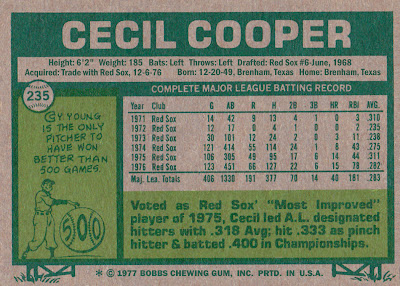 CECIL COOPER
Height: 6'2" Weight: 185 Bats: Left Throws: Left Drafted: Red Sox #6-June, 1968
Acquired: Trade with Red Sox, 12-6-76 Born: 12-20-49, Brenham, Texas Home: Brenham, Texas
235
CY YOUNG
IS THE ONLY
PITCHER TO
HAVE WON
BETTER THAN
500 GAMES.
500
COMPLETE MAJOR LEAGUE BATTING RECORD
Year Club G AB R H 2B 3B HR RBI AVG.
1971 Red Sox 14 42 9 13 4 1 0 3 .310
1972 Red Sox 12 17 0 4 1 0 0 2 .235
1973 Red Sox 30 101 12 24 2 0 3 11 .238
1974 Red Sox 121 414 55 114 24 1 8 43 .275
1975 Red Sox 106 305 49 95 17 6 14 44 .311
1976 Red Sox 123 451 66 127 22 6 15 78 .282
Maj. Lea. Totals 406 1330 191 377 70 14 40 181 .283
Voted as Red Sox' "Most Improved"
player of 1975, Cecil led A.L. designated
hitters with .318 Avg; hit .333 as pinch
hitter & batted .400 in Championships.
* © 1977 BOBBS CHEWING GUM, INC. PRTD. IN U.S.A.